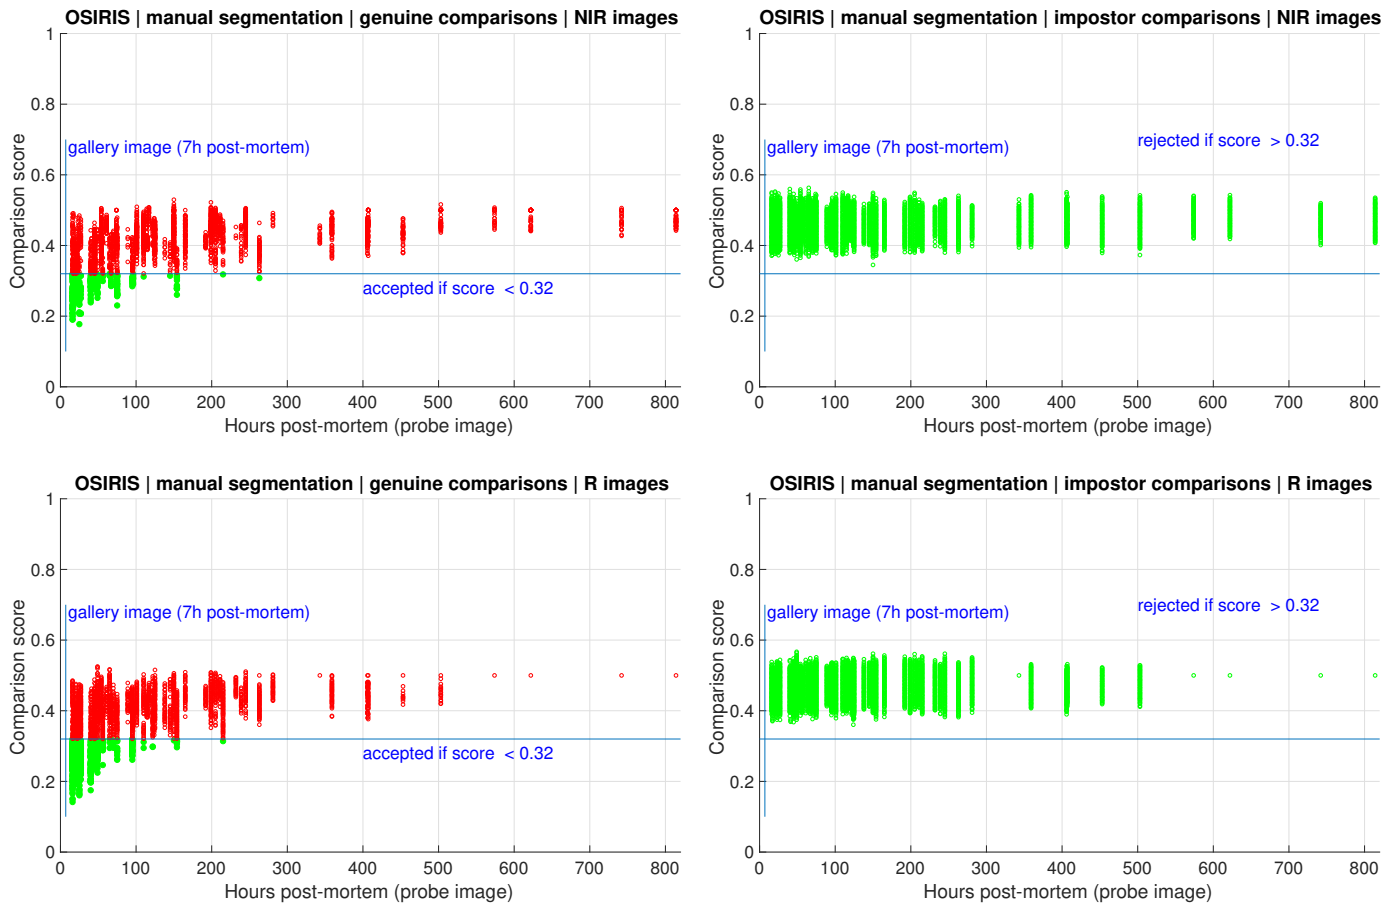 OSIRIS | manual segmentation | genuine comparisons | NIR images
1
0.8
0.6
0.4
0.2
0
Comparison score
gallery image (7h post-mortem)
accepted if score < 0.32
0 100 200 300 400 500 600 700 800
Hours post-mortem (probe image)
OSIRIS | manual segmentation | impostor comparisons | NIR images
1
0.8
0.6
0.4
0.2
0
Comparison score
rejected if score > 0.32
gallery image (7h post-mortem)
0 100 200 300 400 500 600 700 800
Hours post-mortem (probe image)
OSIRIS | manual segmentation | genuine comparisons | R images
1
0.8
0.6
0.4
0.2
0
Comparison score
gallery image (7h post-mortem)
accepted if score < 0.32
0 100 200 300 400 500 600 700 800
Hours post-mortem (probe image)
OSIRIS | manual segmentation | impostor comparisons | R images
1
0.8
0.6
0.4
0.2
0
Comparison score
rejected if score > 0.32
gallery image (7h post-mortem)
0 100 200 300 400 500 600 700 800
Hours post-mortem (probe image)